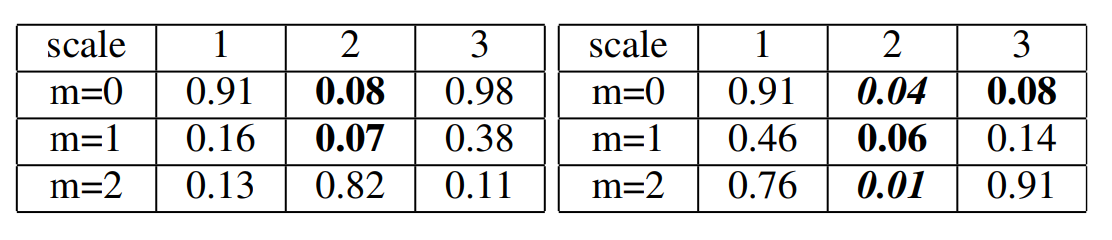 scale 1 2 3 scale 1 2 3
m=0 0.91 0.08 0.98 m=0 0.91 0.04 0.08
m=1 0.16 0.07 0.38 m=1 0.46 0.06 0.14
m=2 0.13 0.82 0.11 m=2 0.76 0.01 0.91